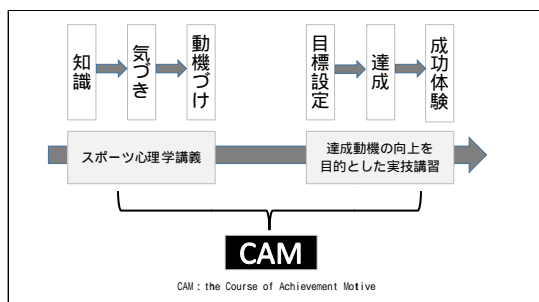 知識
気づき
動機づけ
目標設定
達成
成功体験
スポーツ心理学講義
達成動機の向上を
目的とした実技講習
CAM
CAM : the Course of Achievement Motive